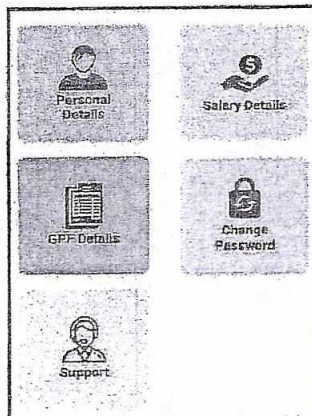 Personal
Details
Salary Details
GPF Details
Change
Password
Support